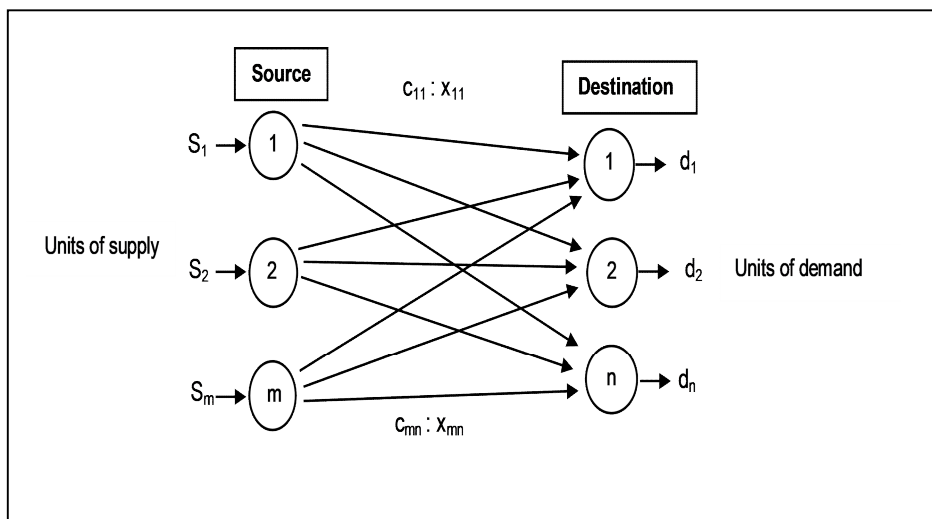 Source
c₁₁ : x₁₁
Destination
S₁ 1 1 d₁
Units of supply
S₂ 2 2 d₂ Units of demand
Sₘ m n dₙ
cₘₙ : xₘₙ